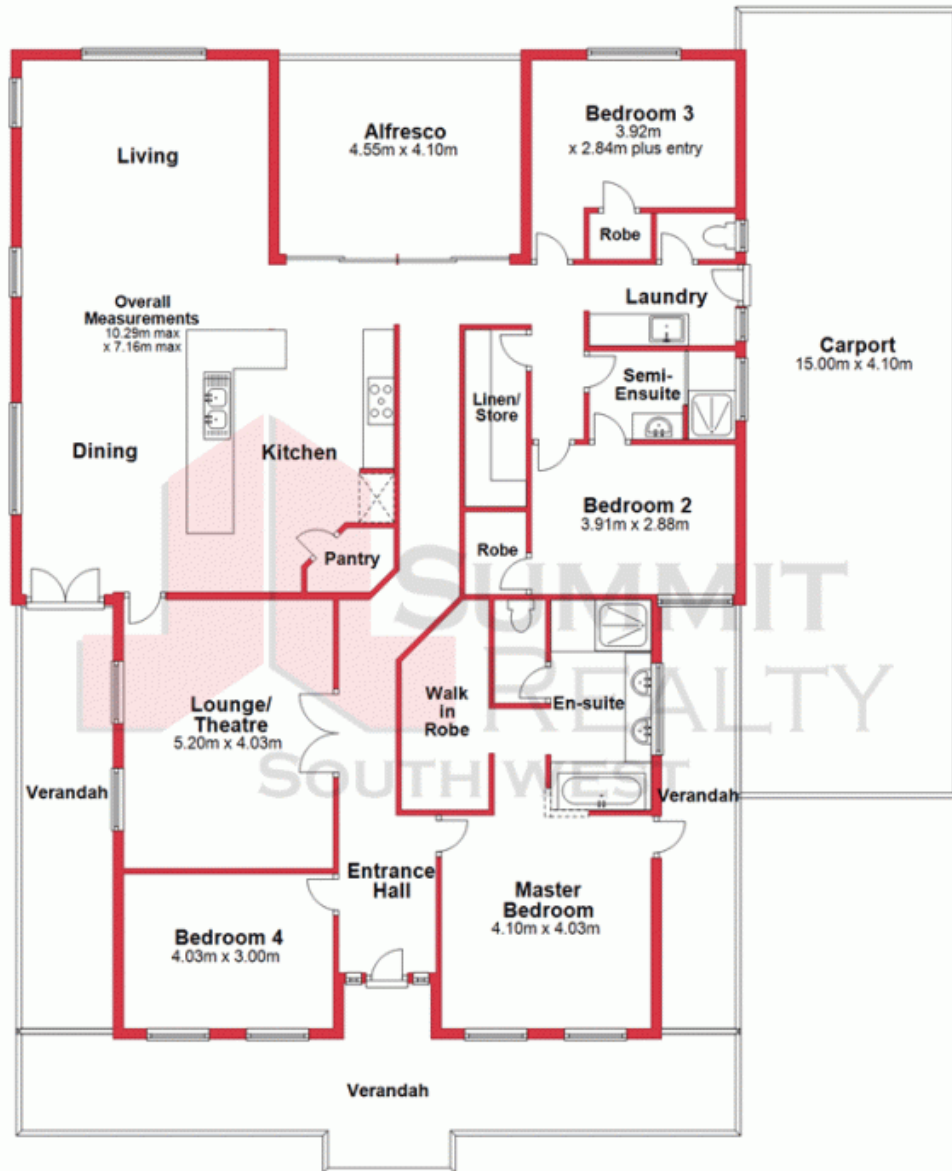 Living
Alfresco
4.55m x 4.10m
Bedroom 3
3.92m
x 2.84m plus entry
Robe
Laundry
Overall
Measurements
10.29m max
x 7.16m max
Carport
15.00m x 4.10m
Semi-
Ensuite
Linen/
Store
Dining
Kitchen
Bedroom 2
3.91m x 2.88m
Pantry
Robe
SUMMIT
REALTY
SOUTH WEST
Lounge/
Theatre
5.20m x 4.03m
Walk
in
Robe
En-suite
Verandah
Verandah
Entrance
Hall
Master
Bedroom
4.10m x 4.03m
Bedroom 4
4.03m x 3.00m
Verandah